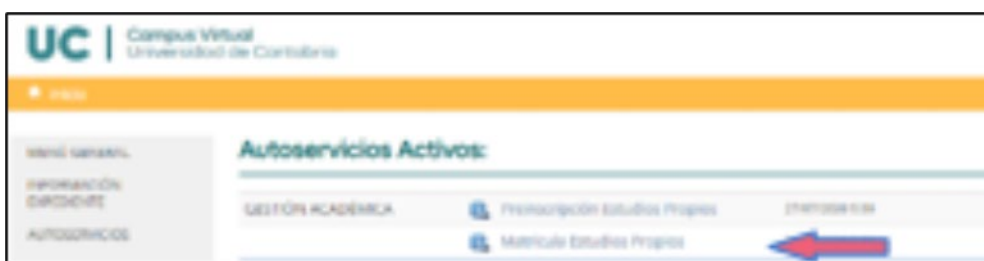 UC | Campus Virtual
Universidad de Cantabria
Inicio
Autoservicios Activos:
MENÚ GENERAL
INFORMACIÓN
EXPEDIENTE
GESTIÓN ACADÉMICA Preinscripción Estudios Propios
AUTOSERVICIOS
Matrícula Estudios Propios